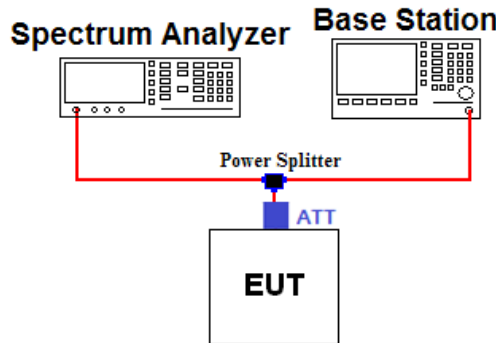 Spectrum Analyzer
Base Station
Power Splitter
ATT
EUT